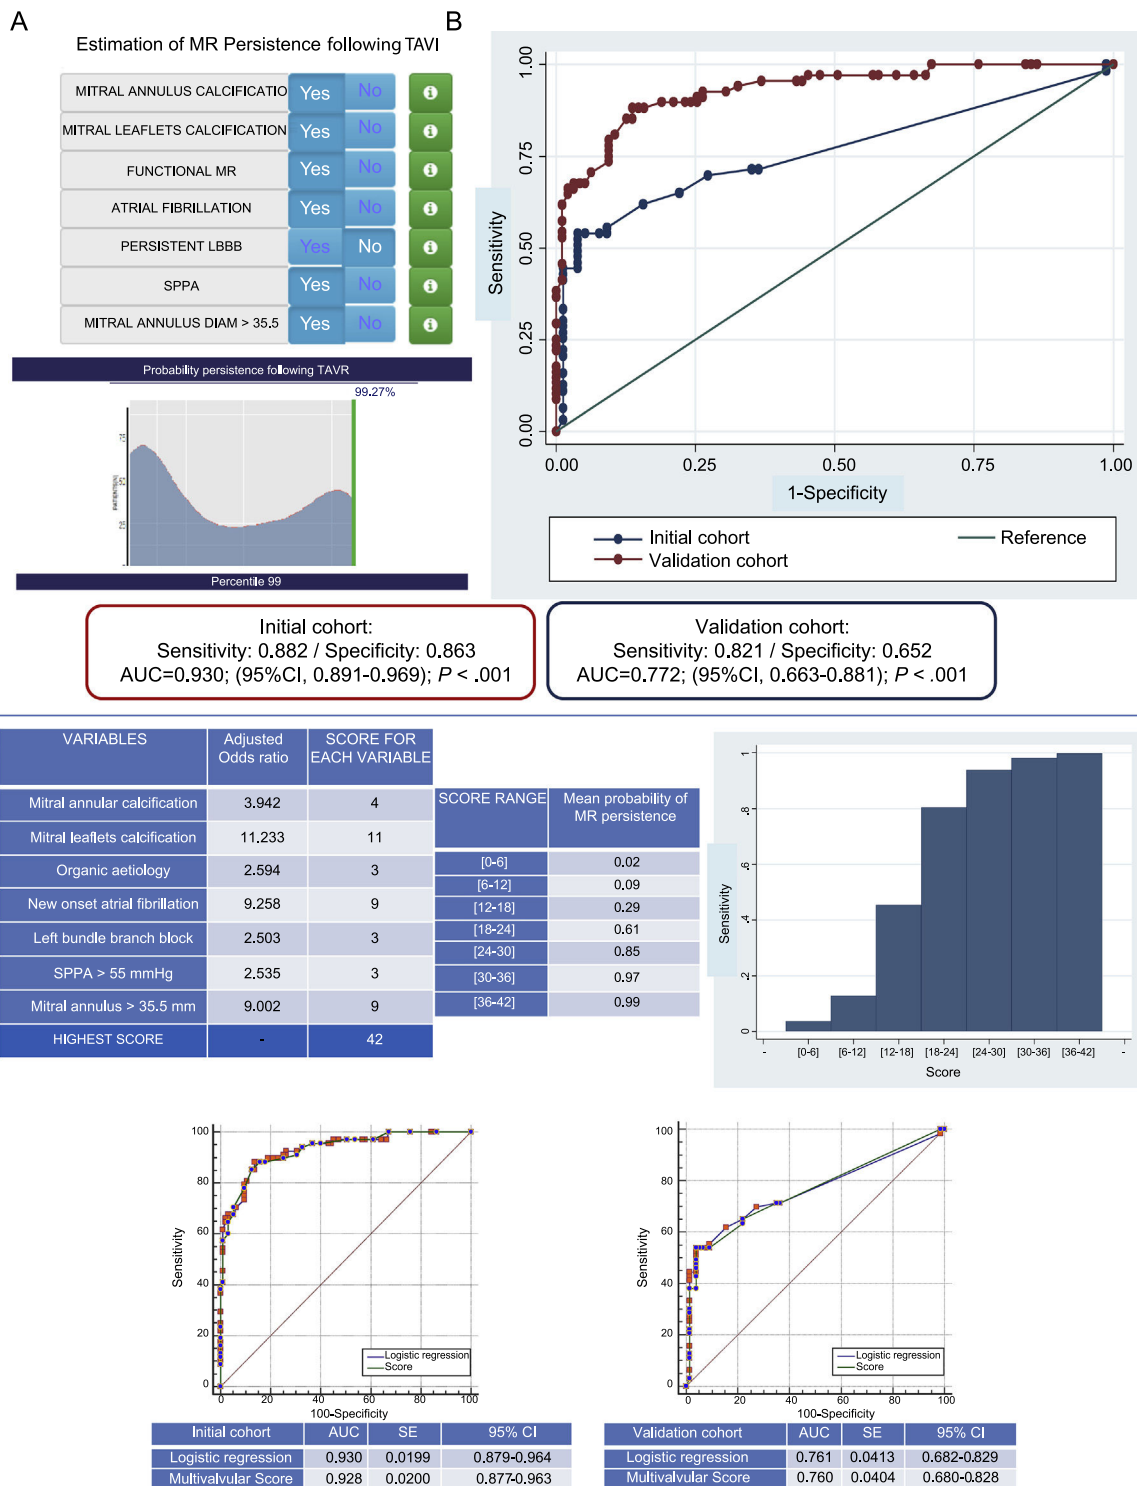 A
Estimation of MR Persistence following TAVI
MITRAL ANNULUS CALCIFICATIO Yes No
MITRAL LEAFLETS CALCIFICATION Yes No
FUNCTIONAL MR Yes No
ATRIAL FIBRILLATION Yes No
PERSISTENT LBBB Yes No
SPPA Yes No
MITRAL ANNULUS DIAM > 35.5 Yes No
Probability persistence following TAVR
99.27%
75
50
25
Percentile 99
B
Sensitivity
1.00
0.75
0.50
0.25
0.00
0.00 0.25 0.50 0.75 1.00
1-Specificity
Initial cohort Reference
Validation cohort
Initial cohort:
Sensitivity: 0.882 / Specificity: 0.863
AUC=0.930; (95%CI, 0.891-0.969); P < .001
Validation cohort:
Sensitivity: 0.821 / Specificity: 0.652
AUC=0.772; (95%CI, 0.663-0.881); P < .001
VARIABLES Adjusted Odds ratio SCORE FOR EACH VARIABLE
Mitral annular calcification 3.942 4
Mitral leaflets calcification 11.233 11
Organic aetiology 2.594 3
New onset atrial fibrillation 9.258 9
Left bundle branch block 2.503 3
SPPA > 55 mmHg 2.535 3
Mitral annulus > 35.5 mm 9.002 9
HIGHEST SCORE - 42
SCORE RANGE Mean probability of MR persistence
[0-6] 0.02
[6-12] 0.09
[12-18] 0.29
[18-24] 0.61
[24-30] 0.85
[30-36] 0.97
[36-42] 0.99
Sensitivity
1
.8
.6
.4
.2
0
- [0-6] [6-12] [12-18] [18-24] [24-30] [30-36] [36-42] -
Score
Sensitivity
100
80
60
40
20
0
0 20 40 60 80 100
100-Specificity
Logistic regression
Score
Initial cohort AUC SE 95% CI
Logistic regression 0.930 0.0199 0.879-0.964
Multivalvular Score 0.928 0.0200 0.877-0.963
Sensitivity
100
80
60
40
20
0
0 20 40 60 80 100
100-Specificity
Logistic regression
Score
Validation cohort AUC SE 95% CI
Logistic regression 0.761 0.0413 0.682-0.829
Multivalvular Score 0.760 0.0404 0.680-0.828